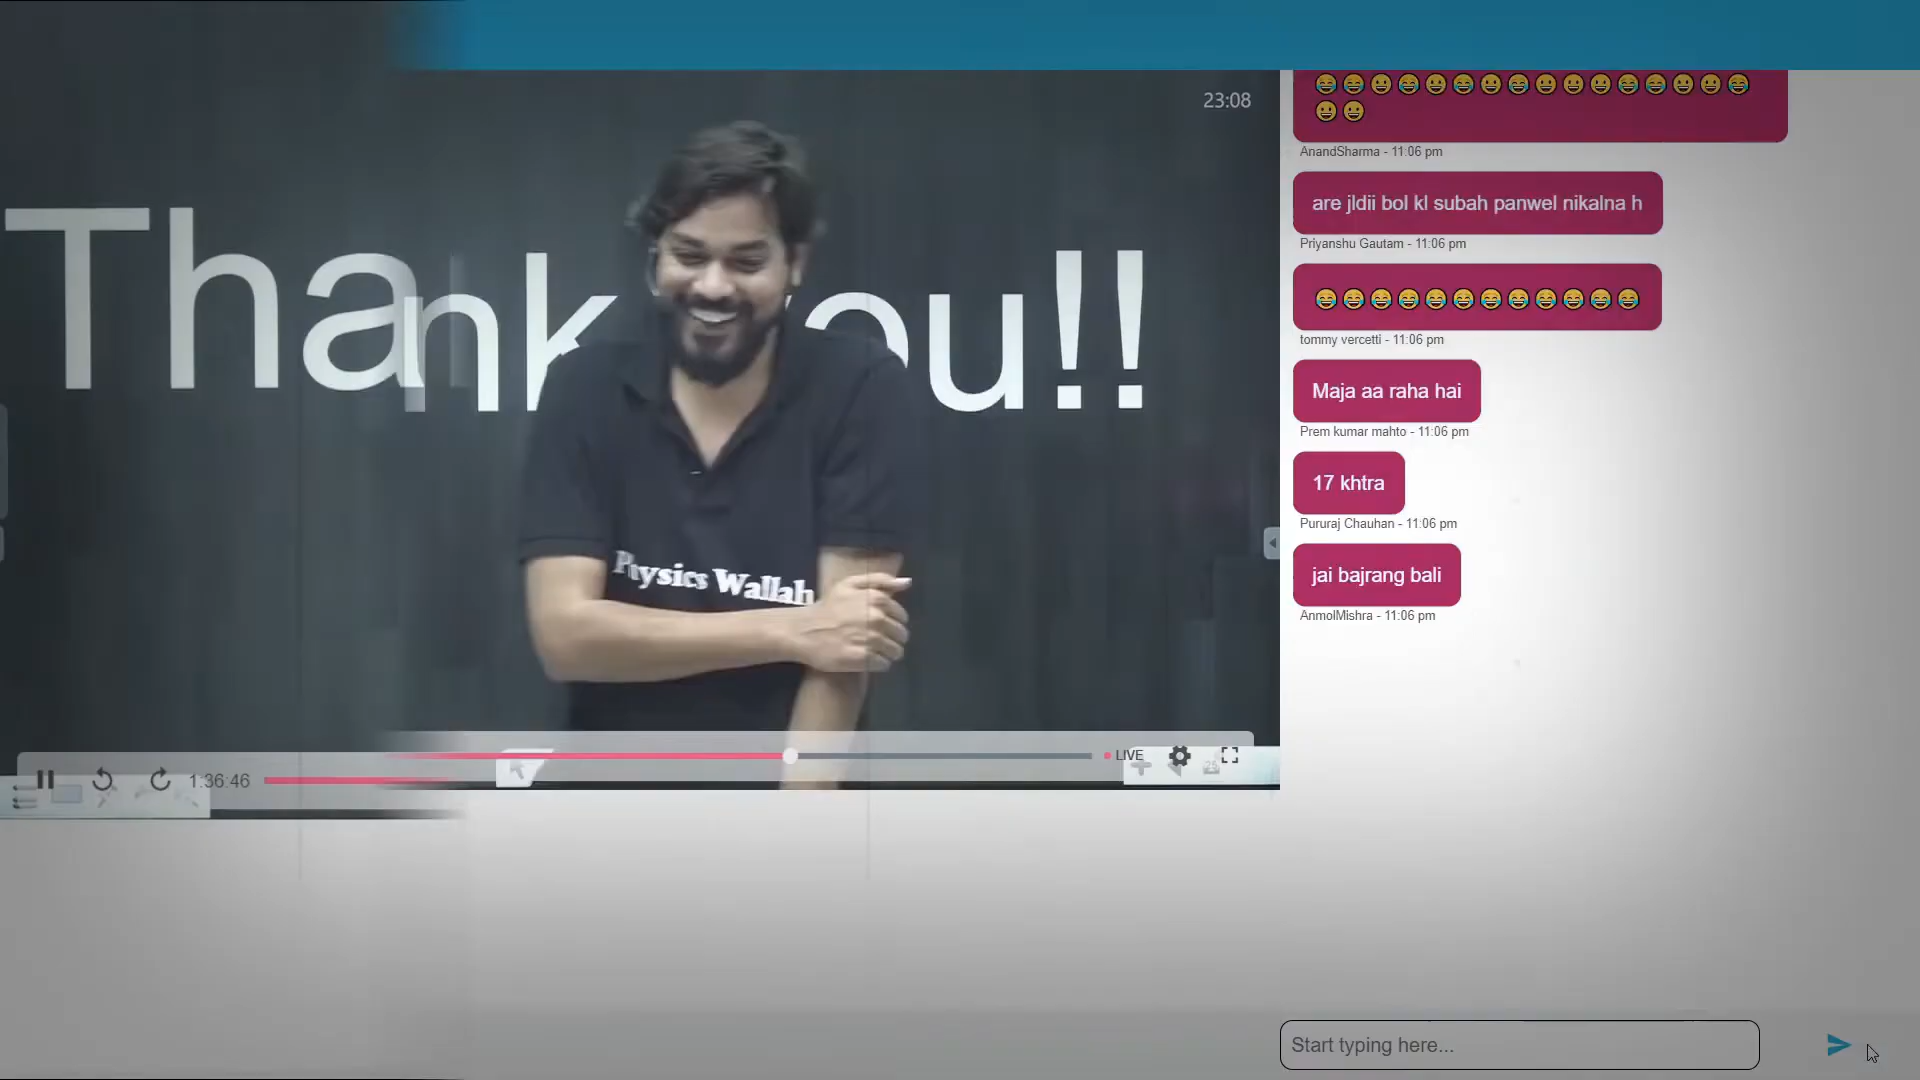 23:08
Thank you!!
Physics Wallah
1:36:46
LIVE
AnandSharma - 11:06 pm
are jldii bol kl subah panwel nikalna h
Priyanshu Gautam - 11:06 pm
tommy vercetti - 11:06 pm
Maja aa raha hai
Prem kumar mahto - 11:06 pm
17 khtra
Pururaj Chauhan - 11:06 pm
jai bajrang bali
AnmolMishra - 11:06 pm
Start typing here...